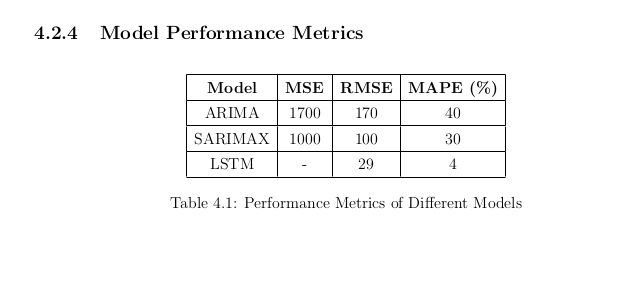 4.2.4 Model Performance Metrics
Model MSE RMSE MAPE (%)
ARIMA 1700 170 40
SARIMAX 1000 100 30
LSTM - 29 4
Table 4.1: Performance Metrics of Different Models